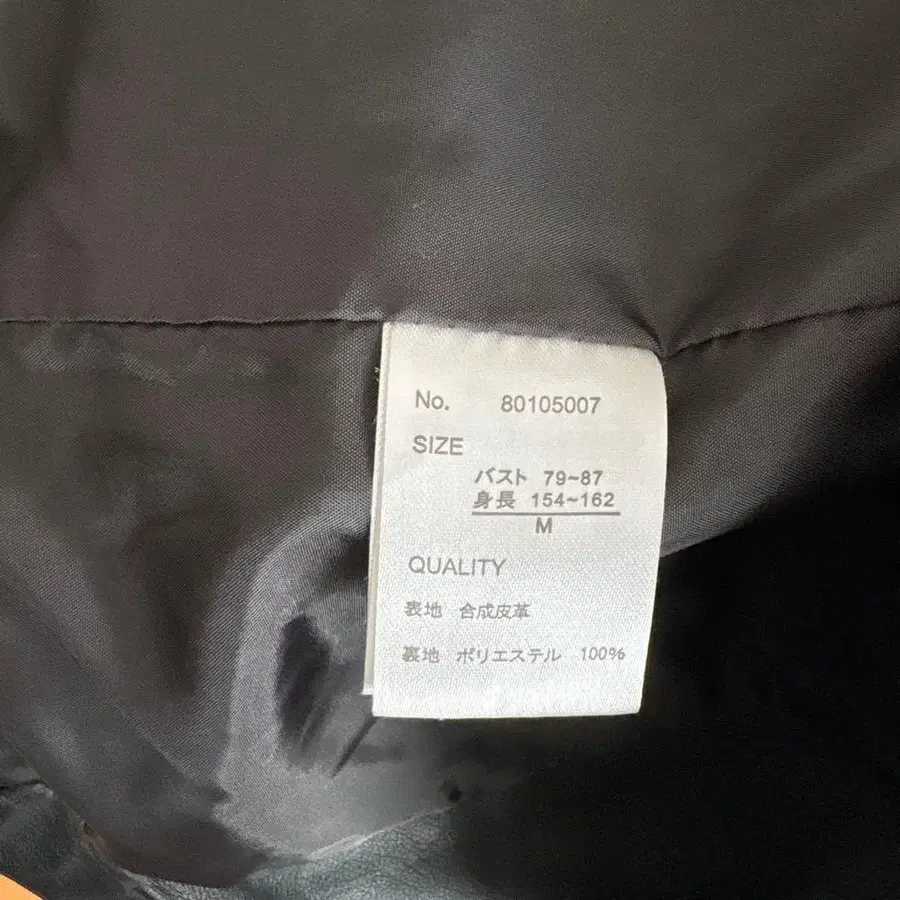 No. 80105007
SIZE
バスト 79~87
身長 154~162
M
QUALITY
表地 合成皮革
裏地 ポリエステル 100%